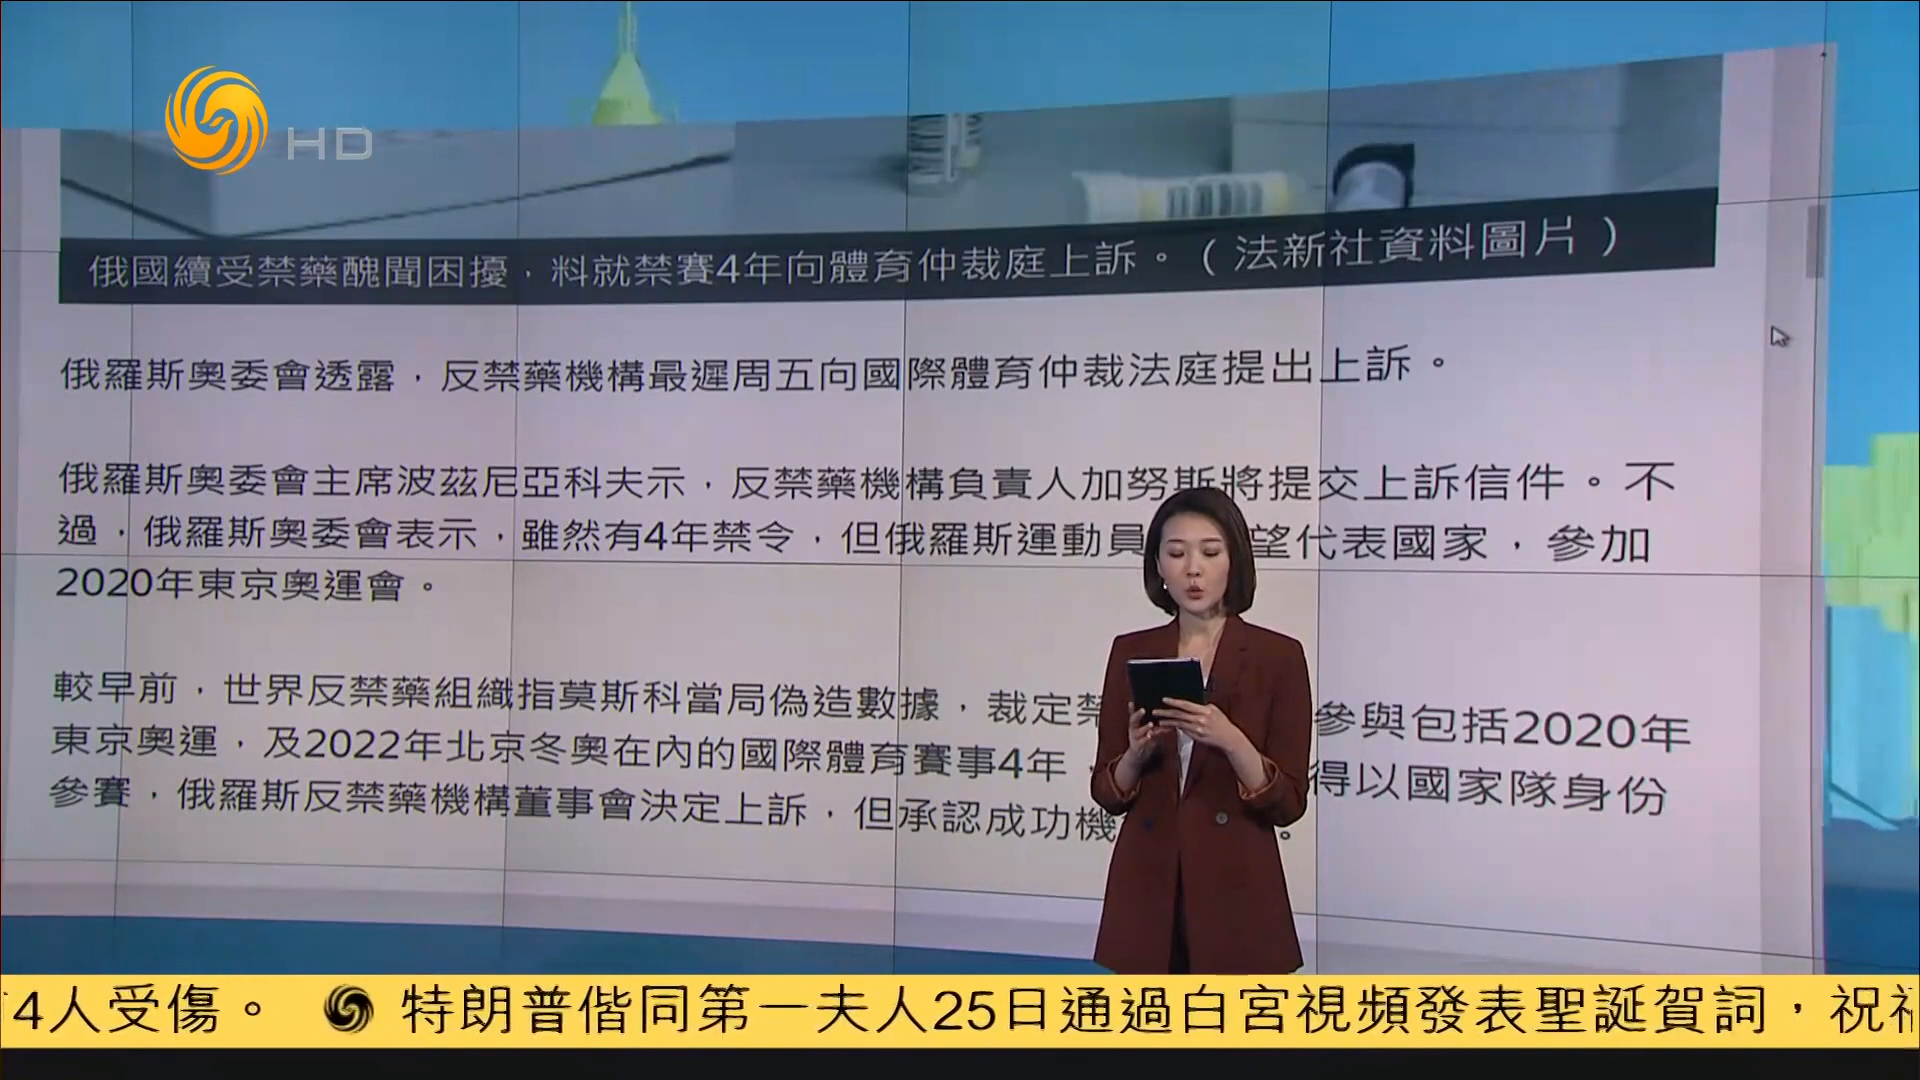 HD
俄國續受禁藥醜聞困擾，料就禁賽4年向體育仲裁庭上訴。（法新社資料圖片）
俄羅斯奧委會透露，反禁藥機構最遲周五向國際體育仲裁法庭提出上訴。
俄羅斯奧委會主席波茲尼亞科夫示，反禁藥機構負責人加努斯將提交上訴信件。不
過，俄羅斯奧委會表示，雖然有4年禁令，但俄羅斯運動員 望代表國家，參加
2020年東京奧運會。
較早前，世界反禁藥組織指莫斯科當局偽造數據，裁定禁 參與包括2020年
東京奧運，及2022年北京冬奧在內的國際體育賽事4年， 得以國家隊身份
參賽，俄羅斯反禁藥機構董事會決定上訴，但承認成功機 。
4人受傷。 特朗普偕同第一夫人25日通過白宮視頻發表聖誕賀詞，祝